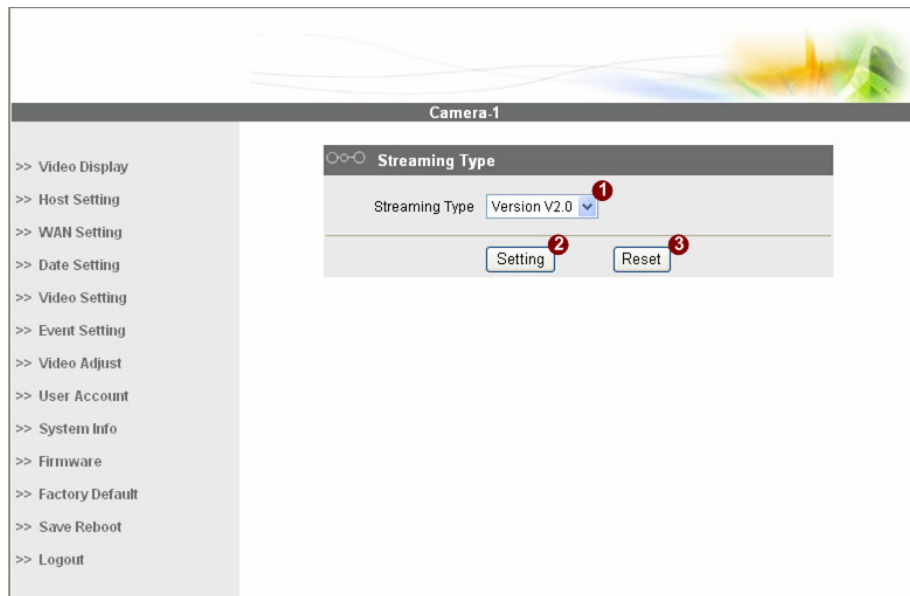 Camera-1
>> Video Display
>> Host Setting
>> WAN Setting
>> Date Setting
>> Video Setting
>> Event Setting
>> Video Adjust
>> User Account
>> System Info
>> Firmware
>> Factory Default
>> Save Reboot
>> Logout
Streaming Type
Streaming Type Version V2.0 1
Setting 2 Reset 3